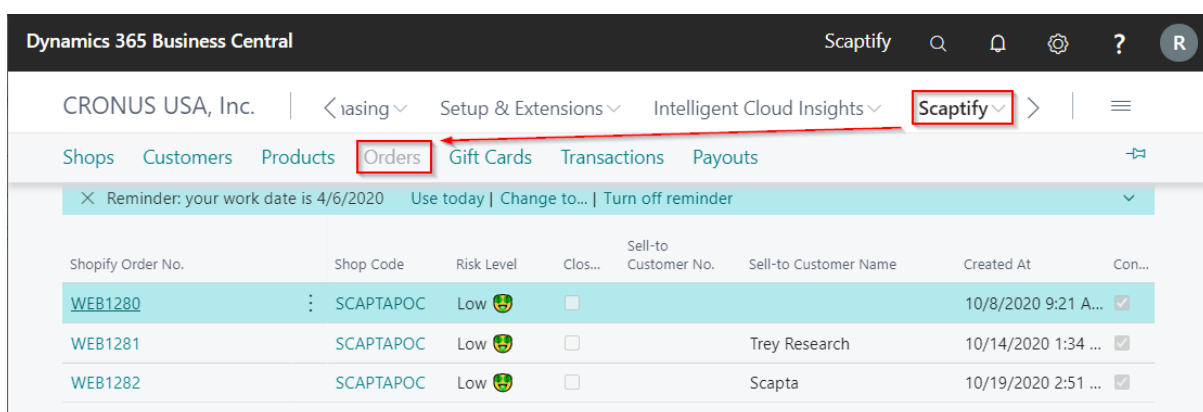 Dynamics 365 Business Central Scaptify ? R
CRONUS USA, Inc. Setup & Extensions Intelligent Cloud Insights Scaptify
Shops Customers Products Orders Gift Cards Transactions Payouts
Reminder: your work date is 4/6/2020 Use today | Change to... | Turn off reminder
Shopify Order No. Shop Code Risk Level Clos... Sell-to Customer No. Sell-to Customer Name Created At Con...
WEB1280 SCAPTAPOC Low 10/8/2020 9:21 A...
WEB1281 SCAPTAPOC Low Trey Research 10/14/2020 1:34 ...
WEB1282 SCAPTAPOC Low Scapta 10/19/2020 2:51 ...